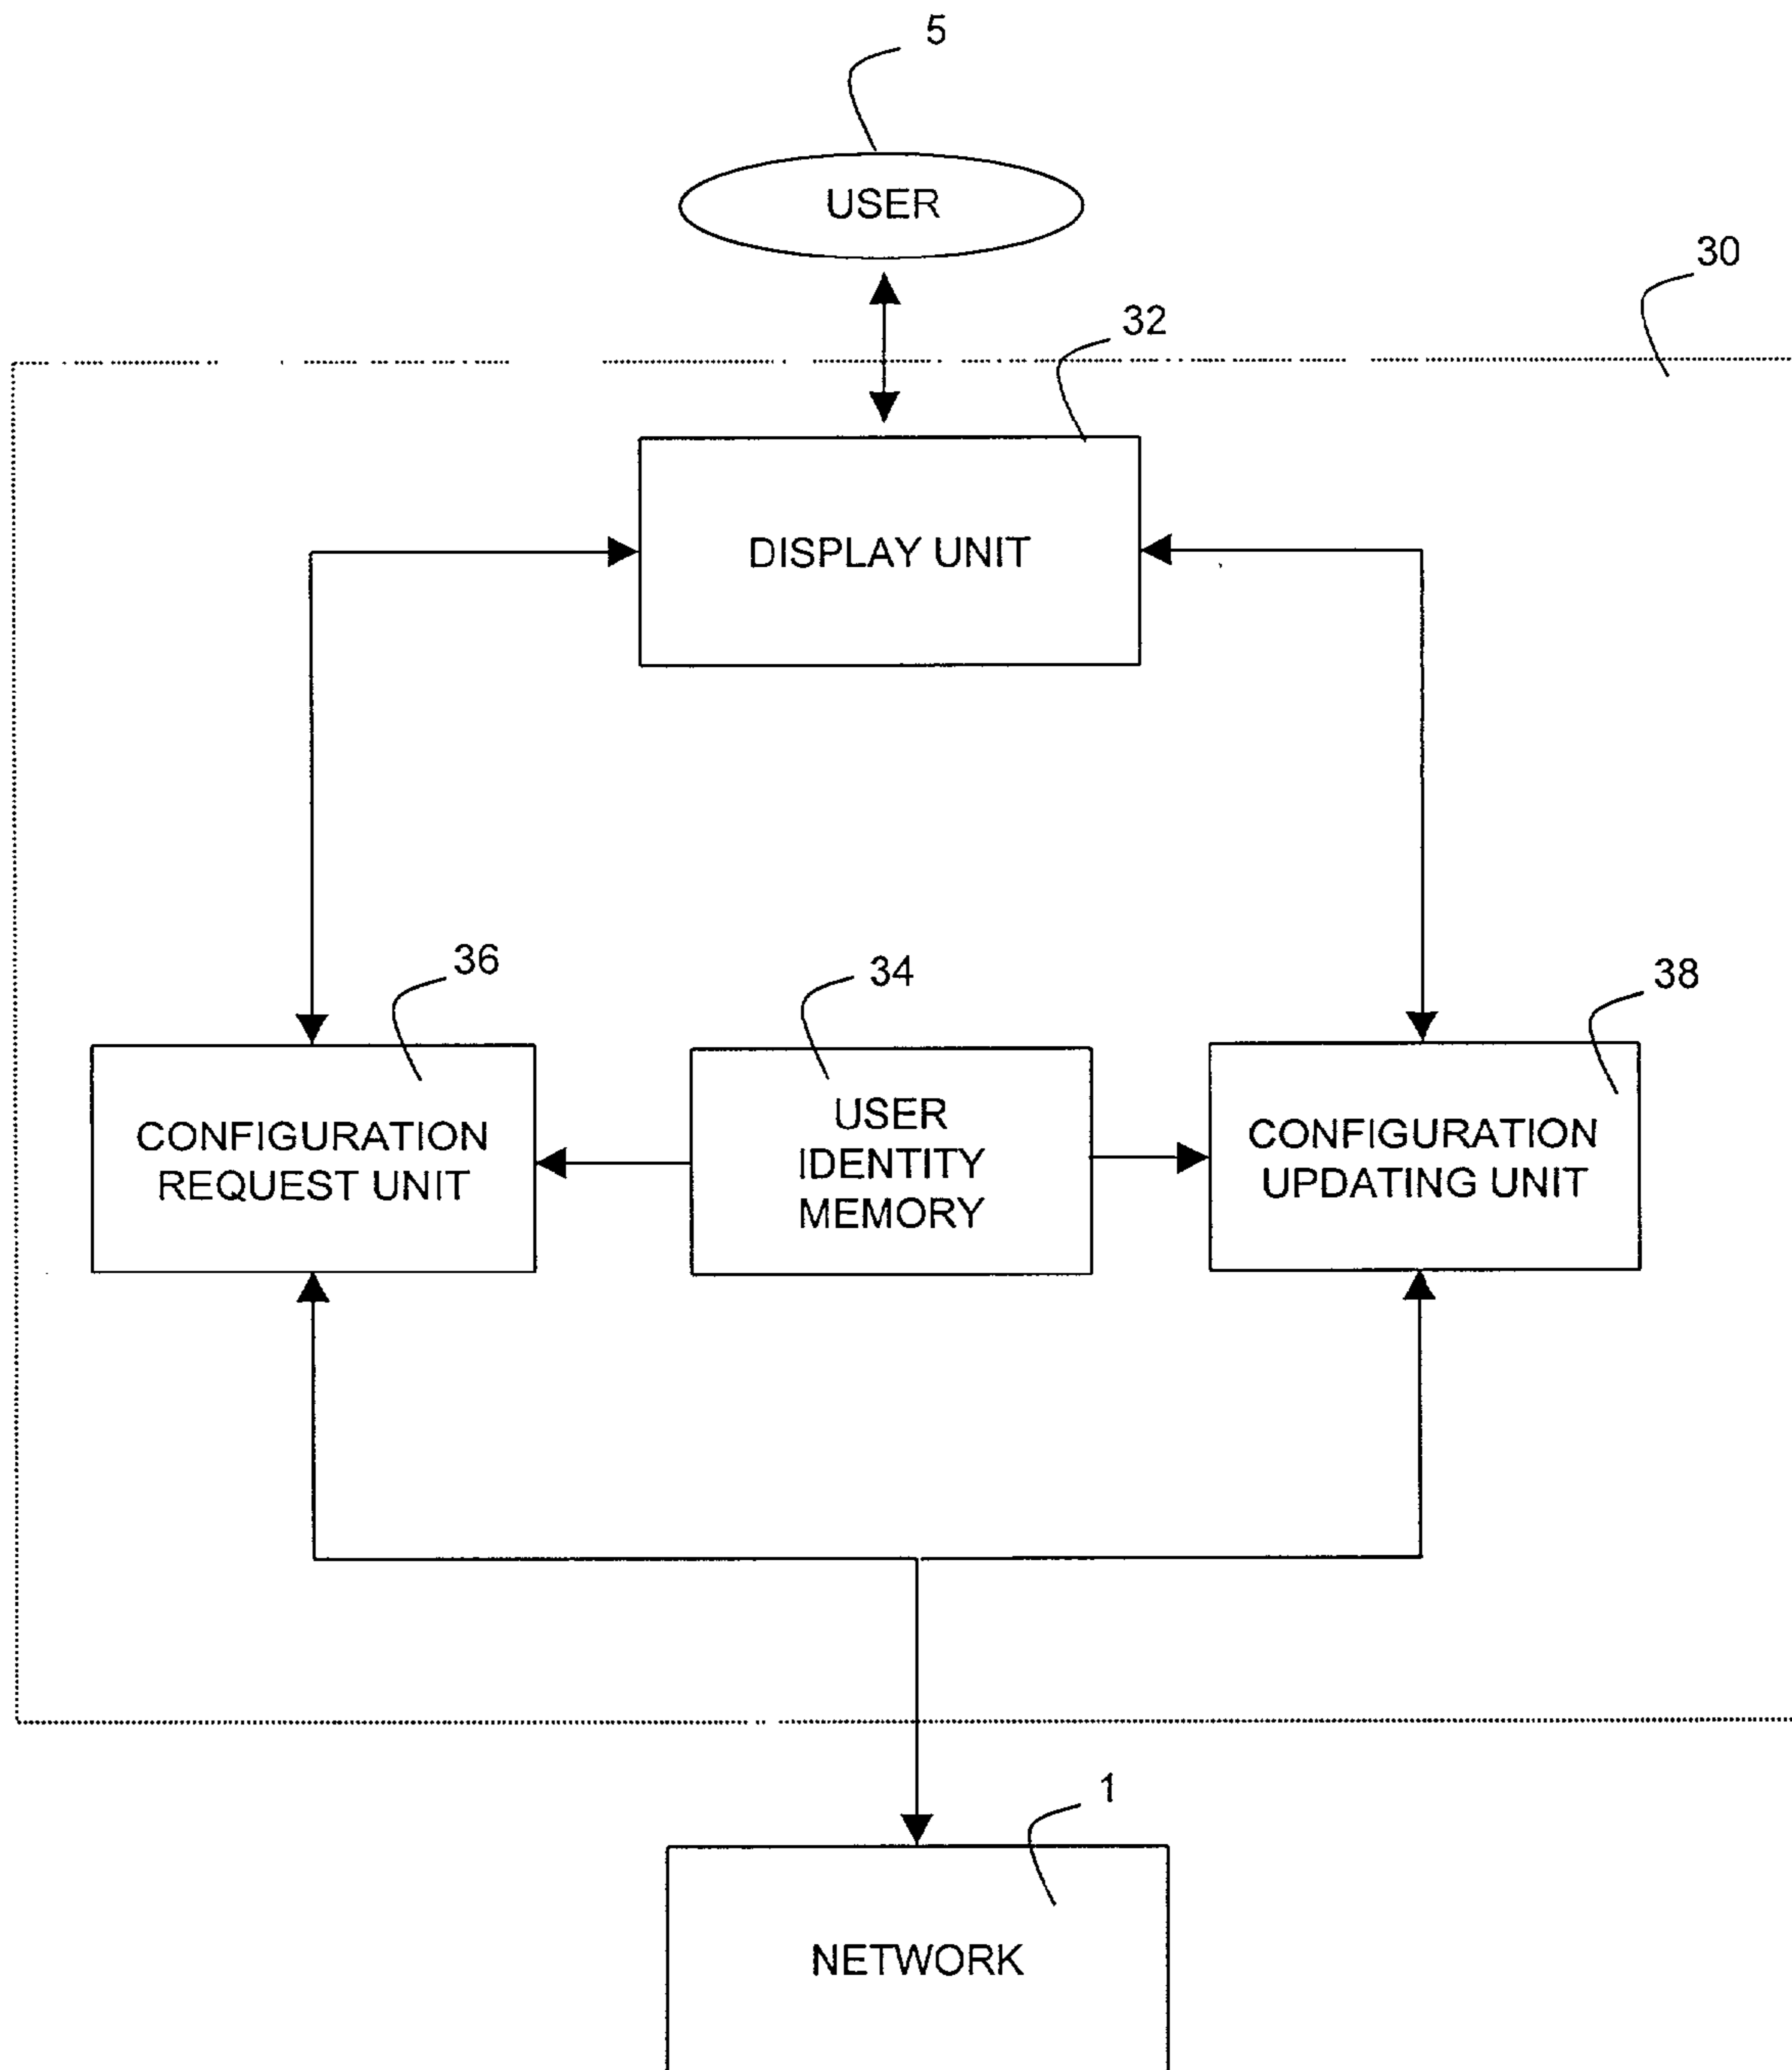 5
USER
30
32
DISPLAY UNIT
36
34
38
CONFIGURATION
REQUEST UNIT
USER
IDENTITY
MEMORY
CONFIGURATION
UPDATING UNIT
1
NETWORK